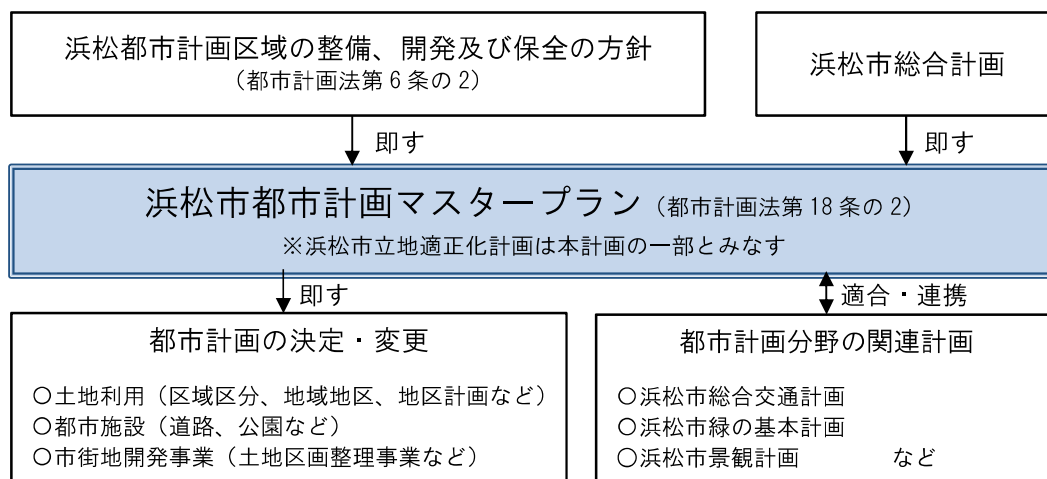 浜松都市計画区域の整備、開発及び保全の方針
（都市計画法第6条の2）
浜松市総合計画
即す
即す
浜松市都市計画マスタープラン（都市計画法第18条の2）
※浜松市立地適正化計画は本計画の一部とみなす
即す
適合・連携
都市計画の決定・変更
○土地利用（区域区分、地域地区、地区計画など）
○都市施設（道路、公園など）
○市街地開発事業（土地区画整理事業など）
都市計画分野の関連計画
○浜松市総合交通計画
○浜松市緑の基本計画
○浜松市景観計画　　　　など